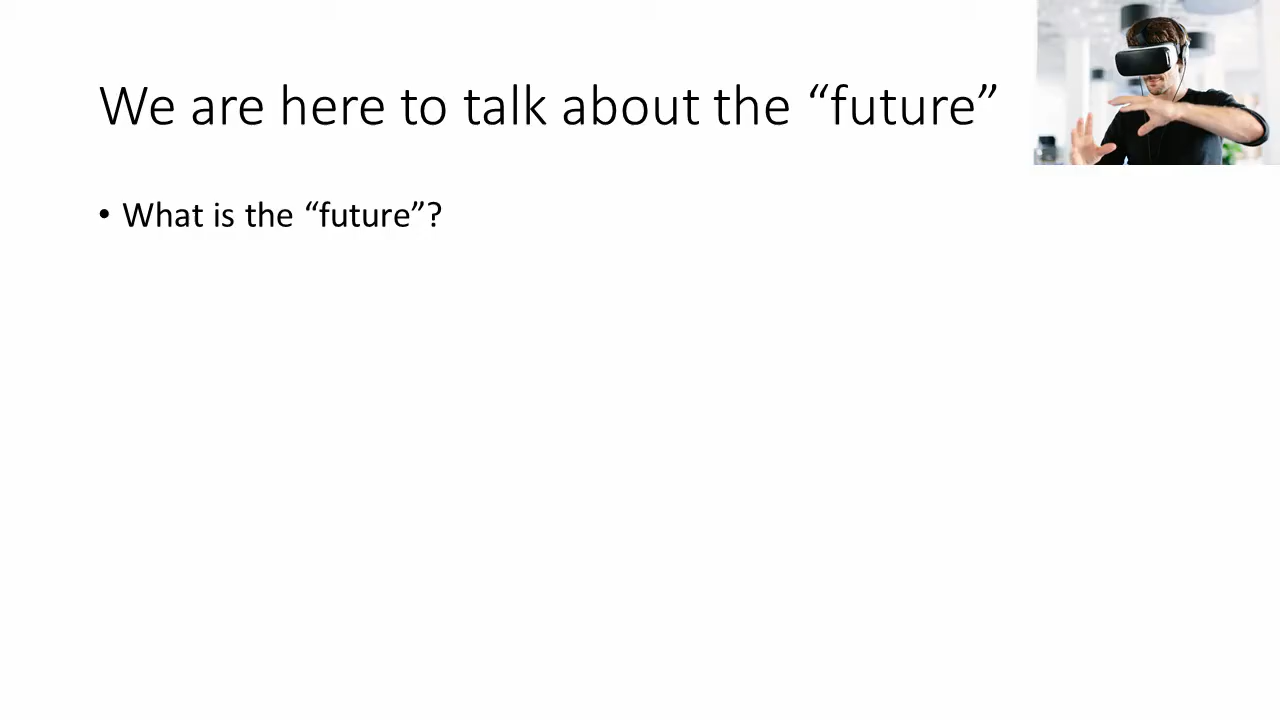 We are here to talk about the “future”
• What is the “future”?